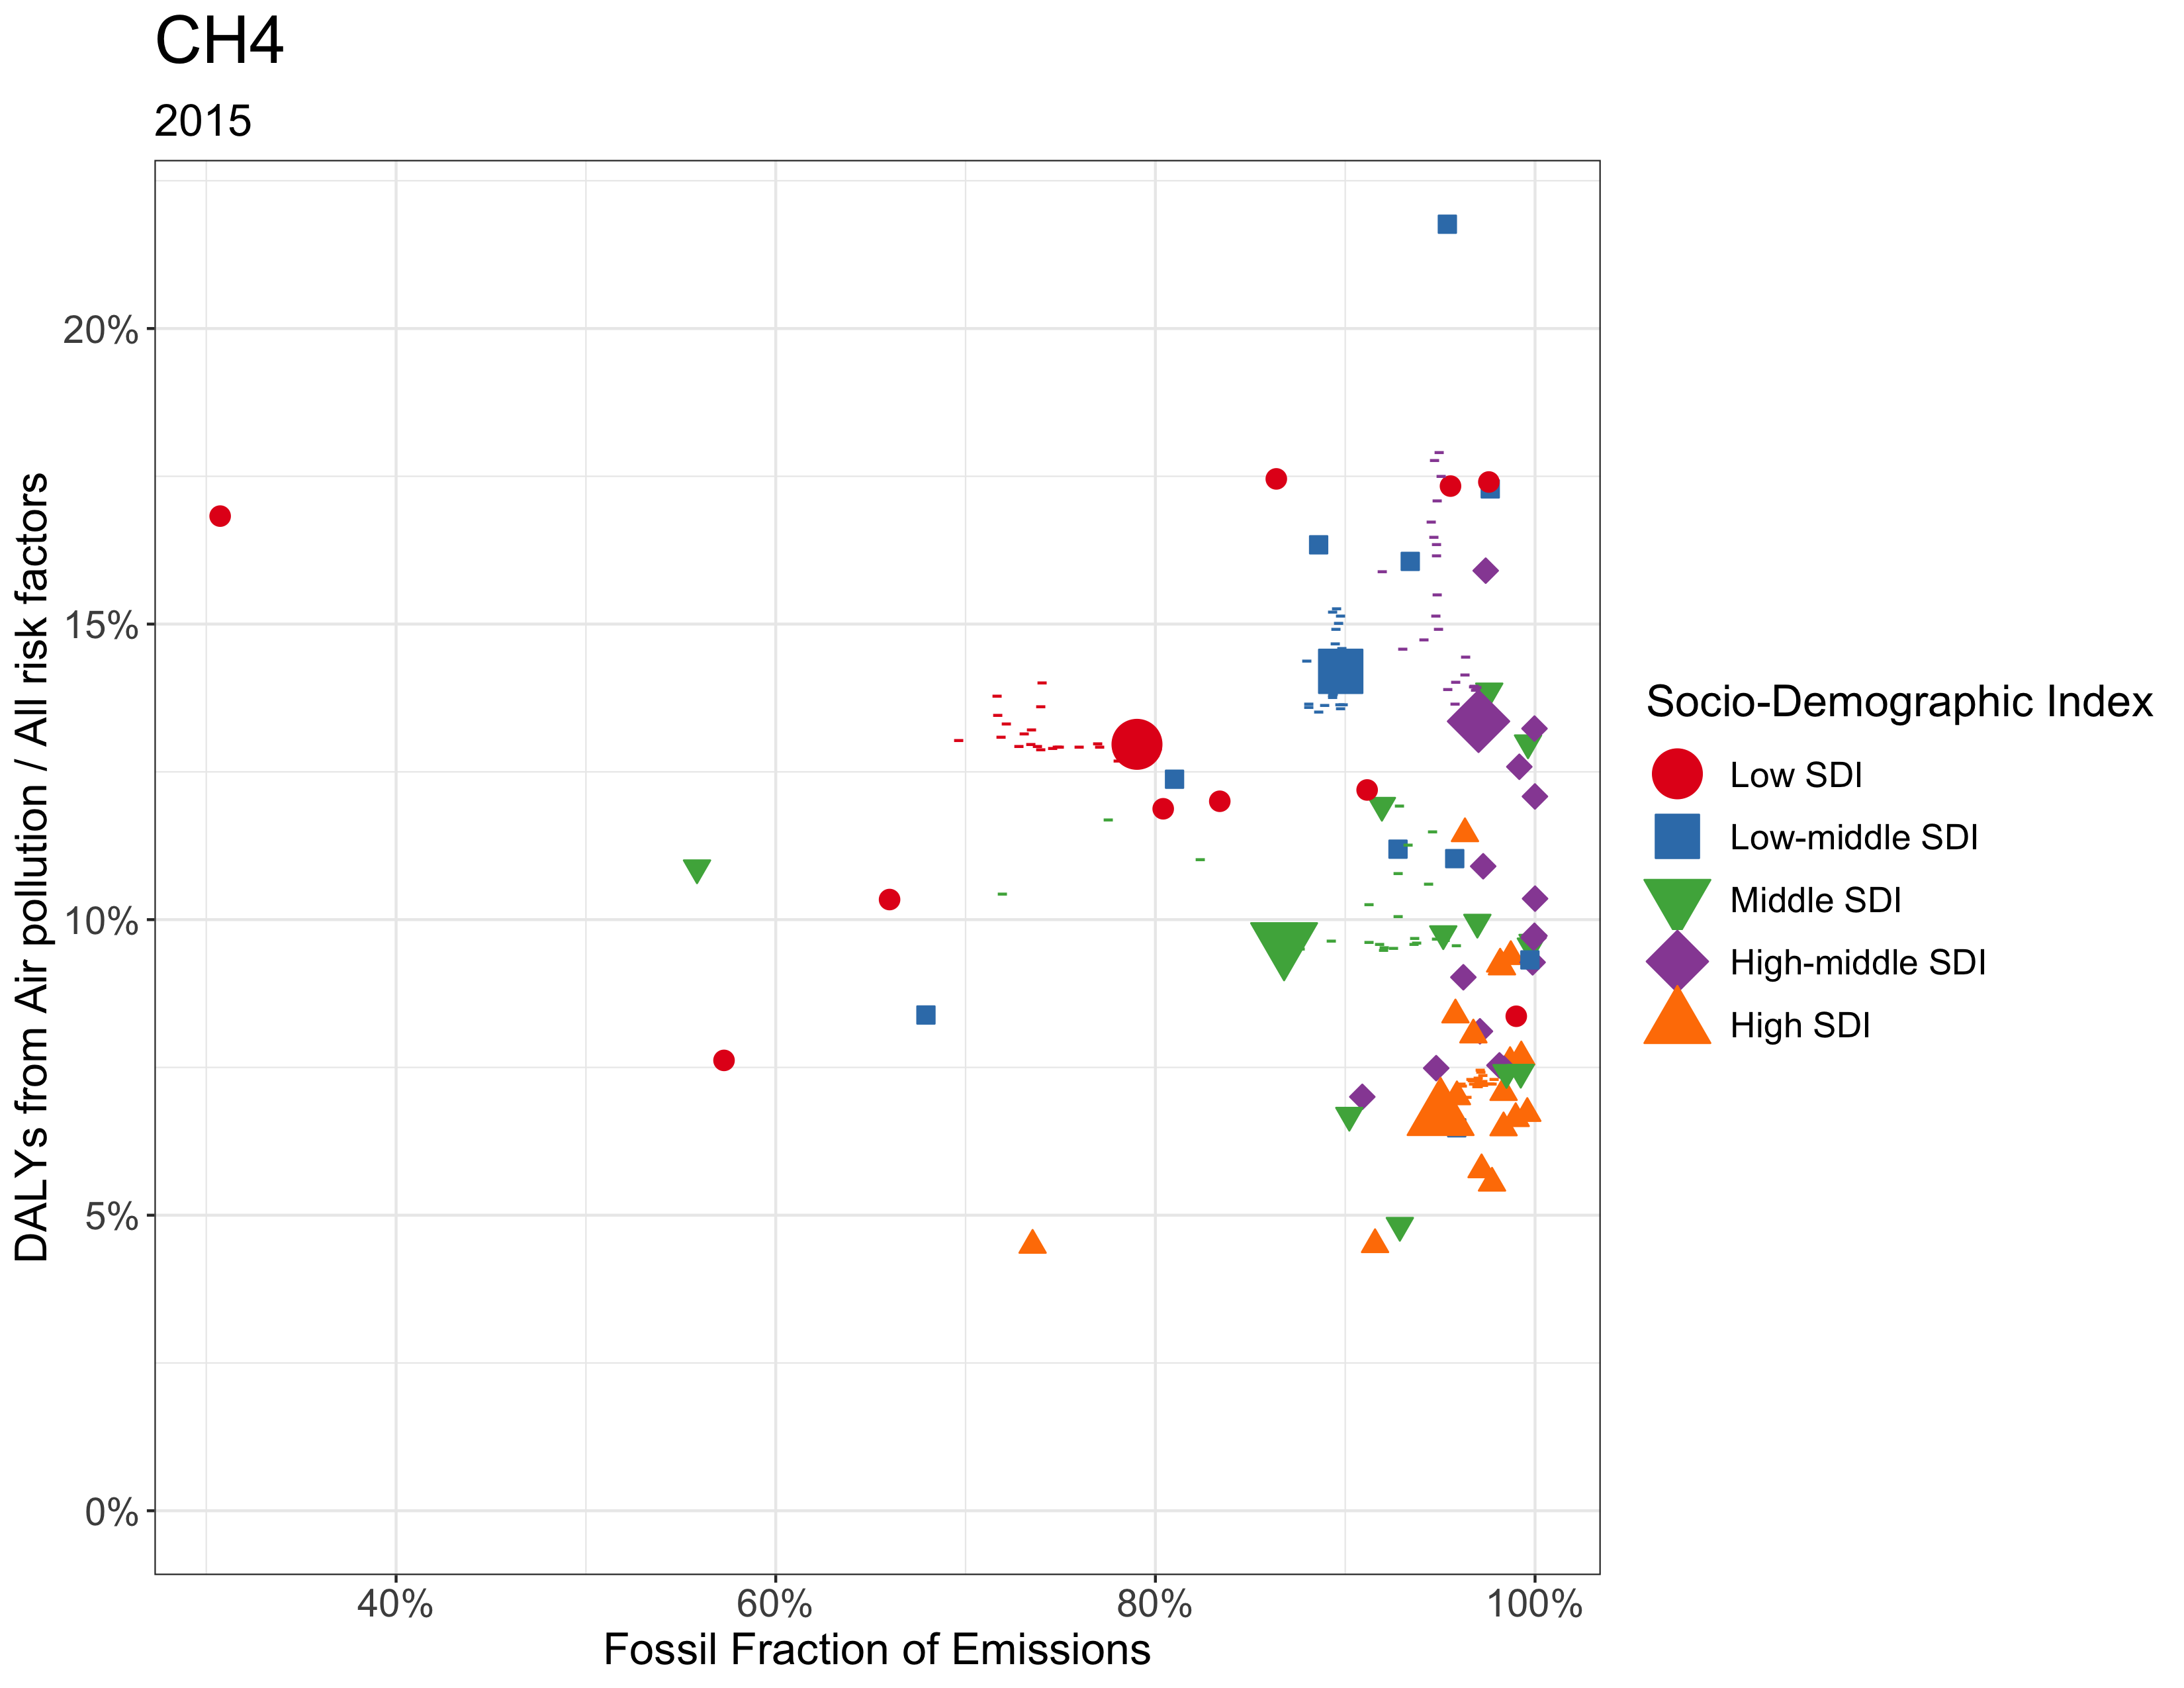 CH4
2015
DALYs from Air pollution / All risk factors
20%
15%
10%
5%
0%
40%
60%
80%
100%
Fossil Fraction of Emissions
Socio-Demographic Index
Low SDI
Low-middle SDI
Middle SDI
High-middle SDI
High SDI